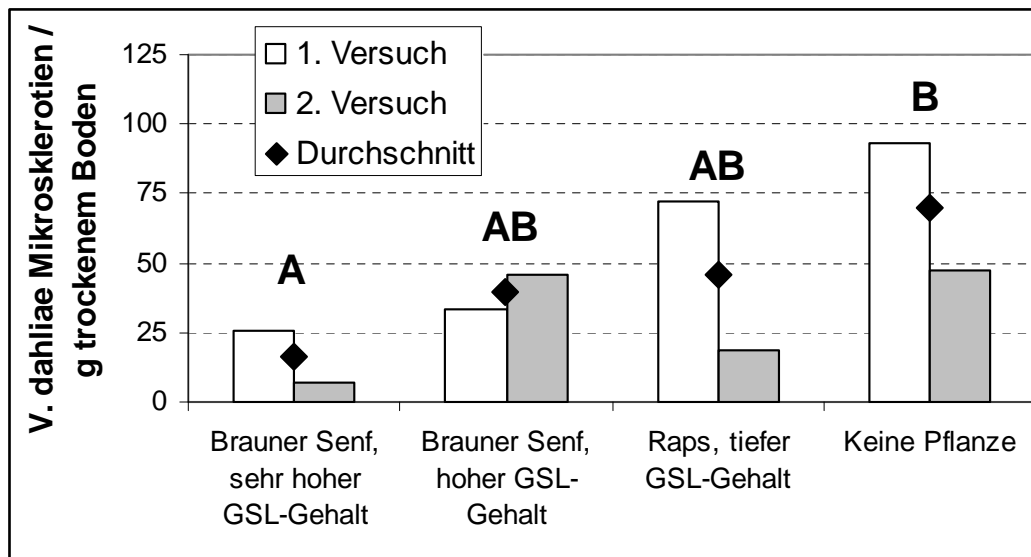 V. dahliae Mikrosklerotien /
g trockenem Boden
125
100
75
50
25
0
1. Versuch
2. Versuch
Durchschnitt
A
AB
AB
B
Brauner Senf,
sehr hoher
GSL-Gehalt
Brauner Senf,
hoher GSL-
Gehalt
Raps, tiefer
GSL-Gehalt
Keine Pflanze